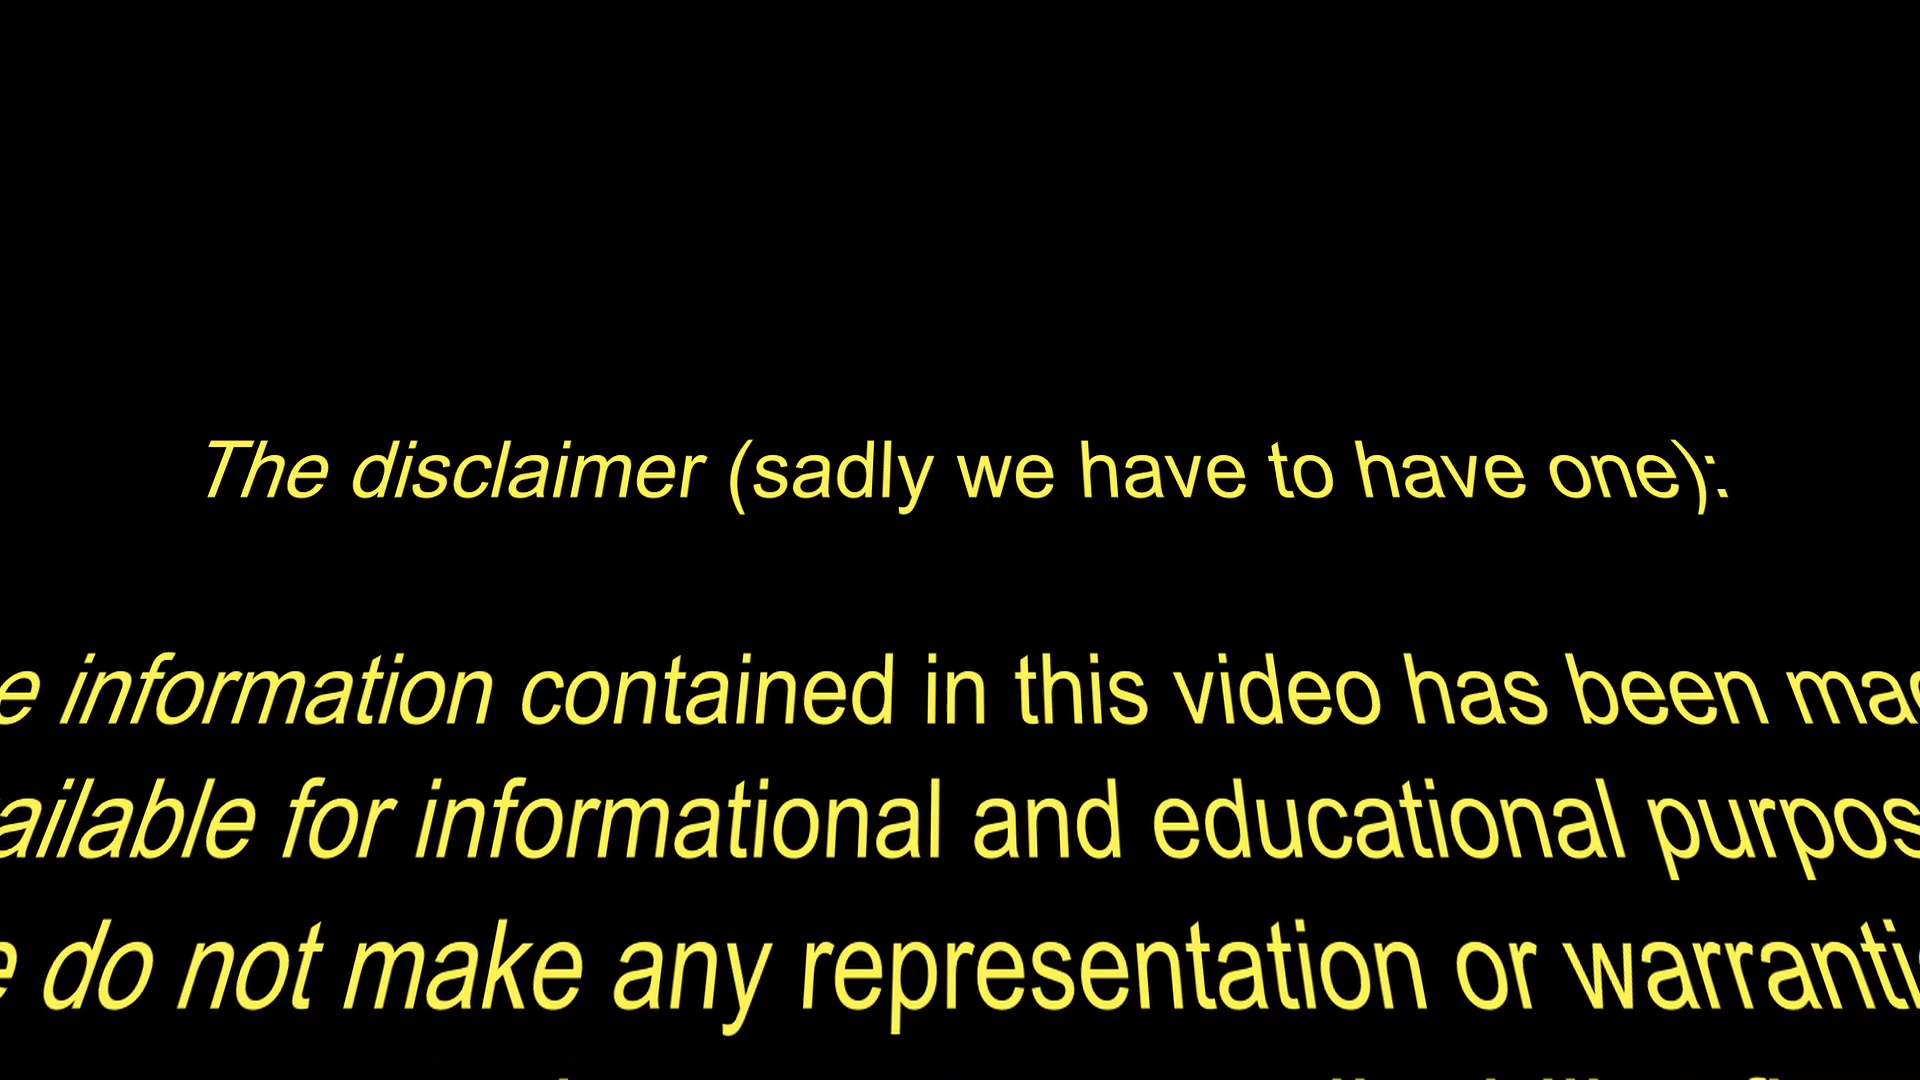 The disclaimer (sadly we have to have one):
e information contained in this video has been mad
ailable for informational and educational purpos
e do not make any representation or warranti